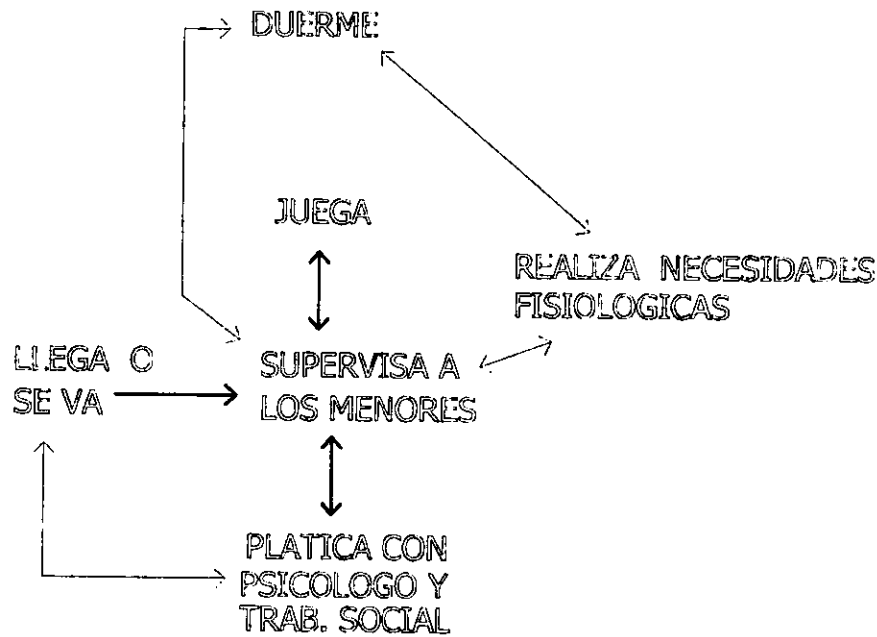 DUERME
JUEGA
REALIZA NECESIDADES
FISIOLOGICAS
LLEGA O
SE VA
SUPERVISA A
LOS MENORES
PLATICA CON
PSICOLOGO Y
TRAB. SOCIAL